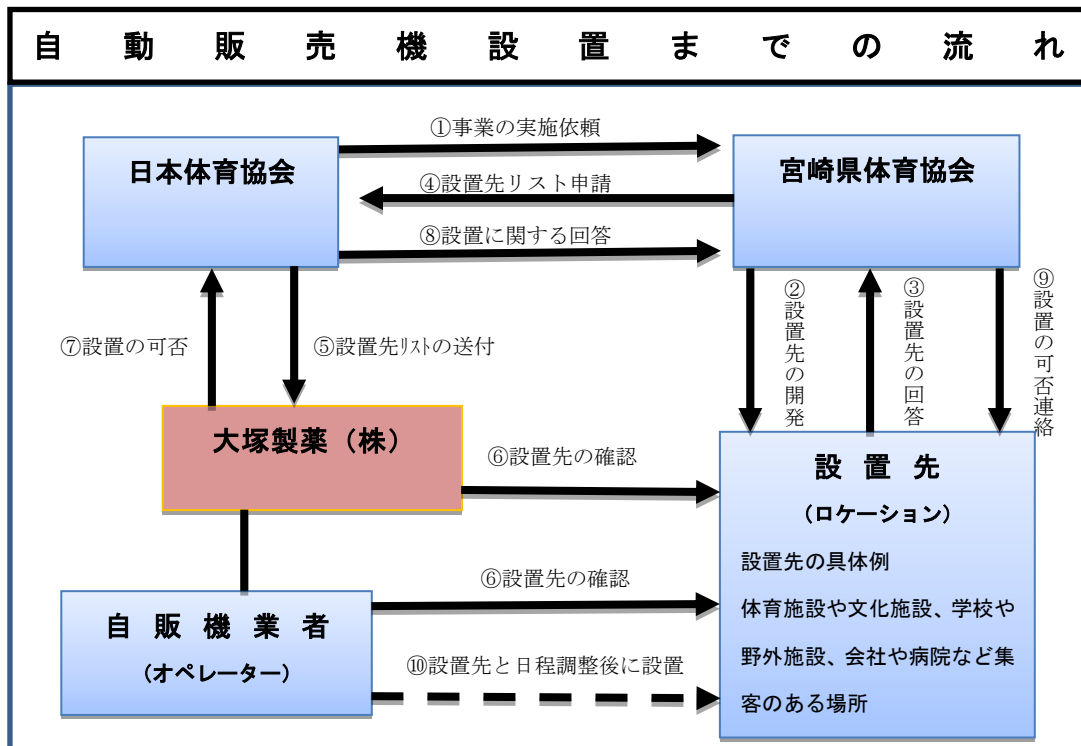 自動販売機設置までの流れ
①事業の実施依頼
日本体育協会
宮崎県体育協会
④設置先リスト申請
⑧設置に関する回答
⑦設置の可否
⑤設置先ﾘｽﾄの送付
②設置先の開発
③設置先の回答
⑨設置の可否連絡
大塚製薬（株）
⑥設置先の確認
設置先
（ロケーション）
設置先の具体例
体育施設や文化施設、学校や
野外施設、会社や病院など集
客のある場所
⑥設置先の確認
自販機業者
（オペレーター）
⑩設置先と日程調整後に設置